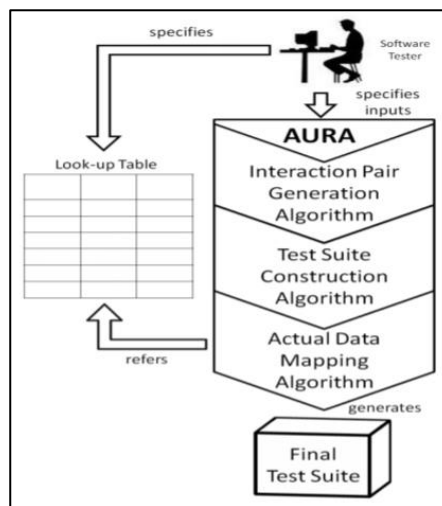 specifies
Software
Tester
specifies
inputs
AURA
Look-up Table
Interaction Pair
Generation
Algorithm
Test Suite
Construction
Algorithm
Actual Data
Mapping
Algorithm
refers
generates
Final
Test Suite